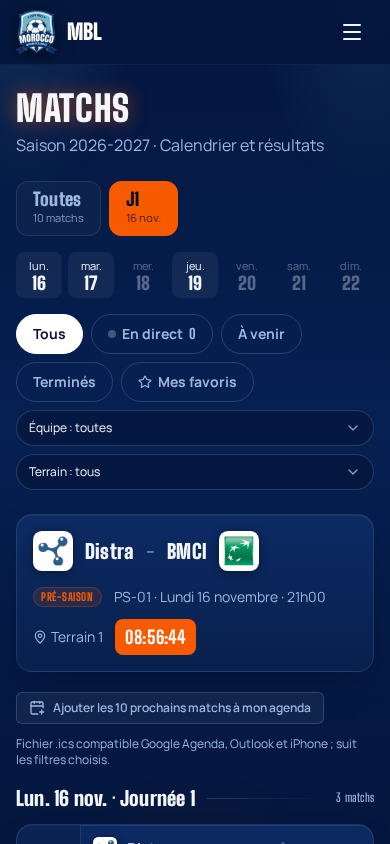 MOROCCO
MBL
MATCHS
Saison 2026-2027 · Calendrier et résultats
Toutes
10 matchs
J1
16 nov.
lun. mar. mer. jeu. ven. sam. dim.
16 17 18 19 20 21 22
Tous En direct 0 À venir
Terminés Mes favoris
Équipe : toutes
Terrain : tous
Distra - BMCI
PRÉ-SAISON PS-01 · Lundi 16 novembre · 21h00
Terrain 1 08:56:44
Ajouter les 10 prochains matchs à mon agenda
Fichier .ics compatible Google Agenda, Outlook et iPhone ; suit
les filtres choisis.
Lun. 16 nov. · Journée 1 3 matchs